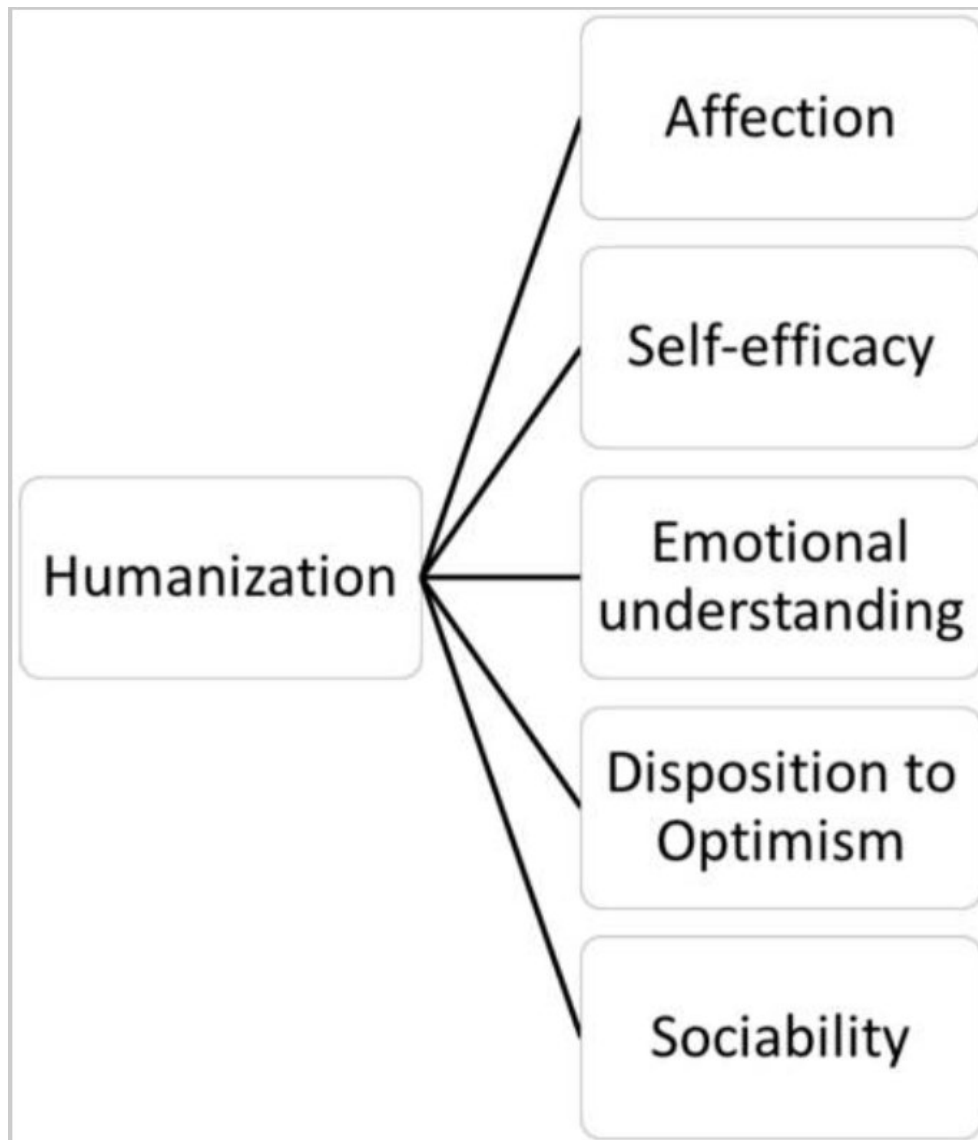 Affection
Self-efficacy
Humanization
Emotional
understanding
Disposition to
Optimism
Sociability